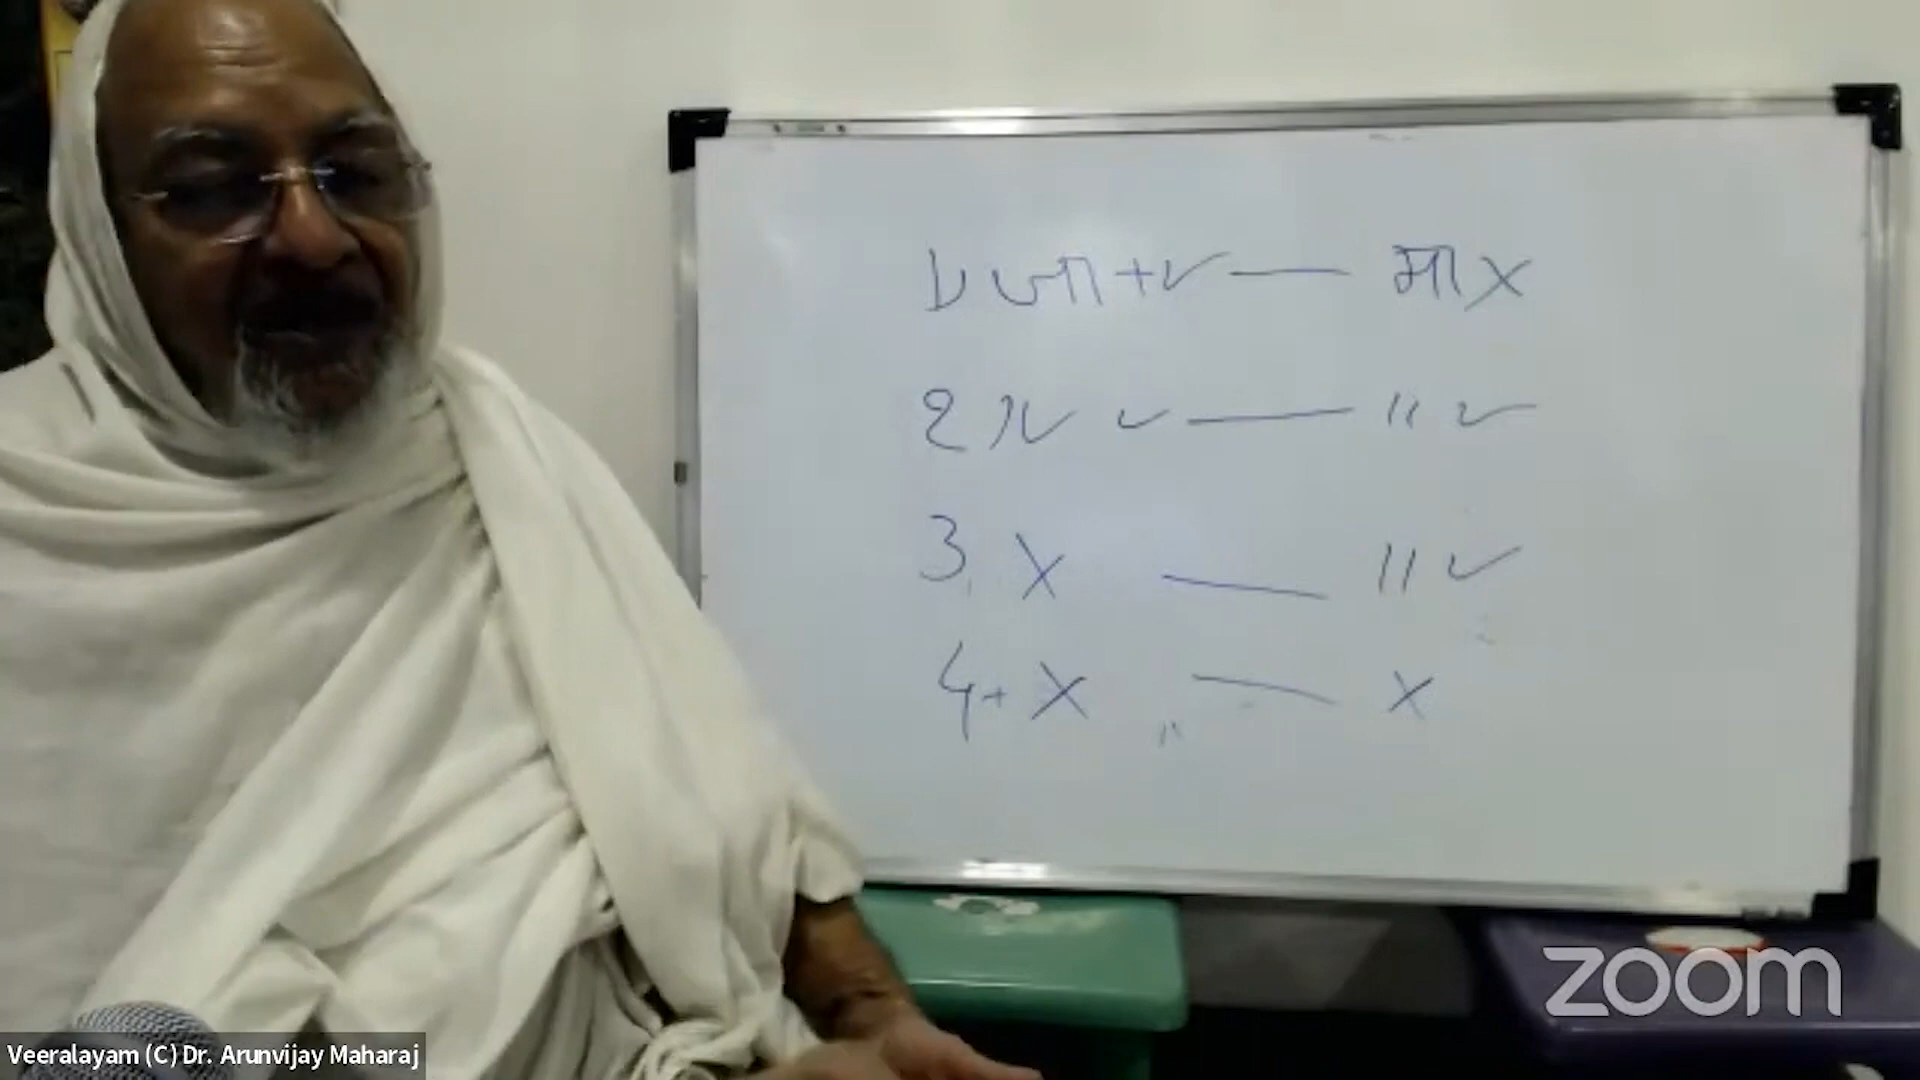 1) जा + ✓ — मा X
2) ✓ ✓ — " ✓
3. X — " ✓
4+ X — X
zoom
Veeralayam (C) Dr. Arunvijay Maharaj